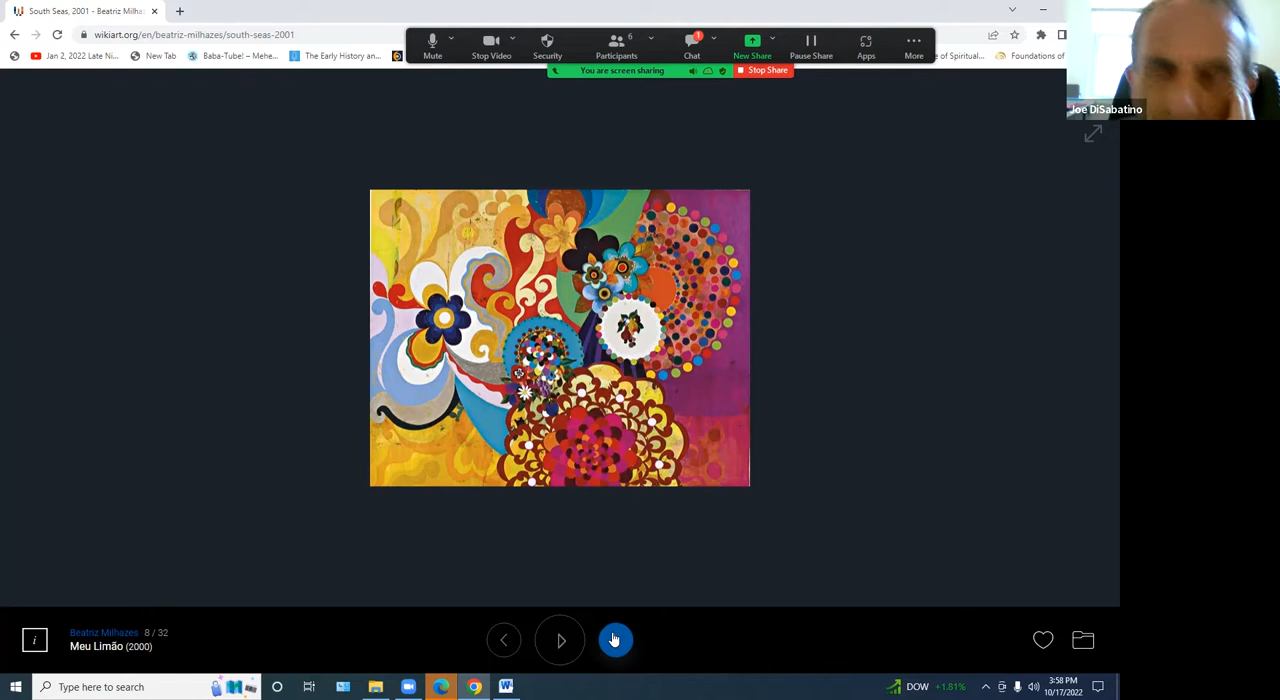 South Seas, 2001 - Beatriz Milha:
wikiart.org/en/beatriz-milhazes/south-seas-2001
6
1
Mute
Stop Video
Security
Participants
Chat
New Share
Pause Share
Apps
More
Jan 2, 2022 Late Ni...
New Tab
Baba-Tube! – Mehe...
The Early History an...
e of Spiritual...
Foundations of
You are screen sharing
Stop Share
Joe DiSabatino
i
Beatriz Milhazes 8 / 32
Meu Limão (2000)
Type here to search
W
DOW +1.81%
3:58 PM
10/17/2022